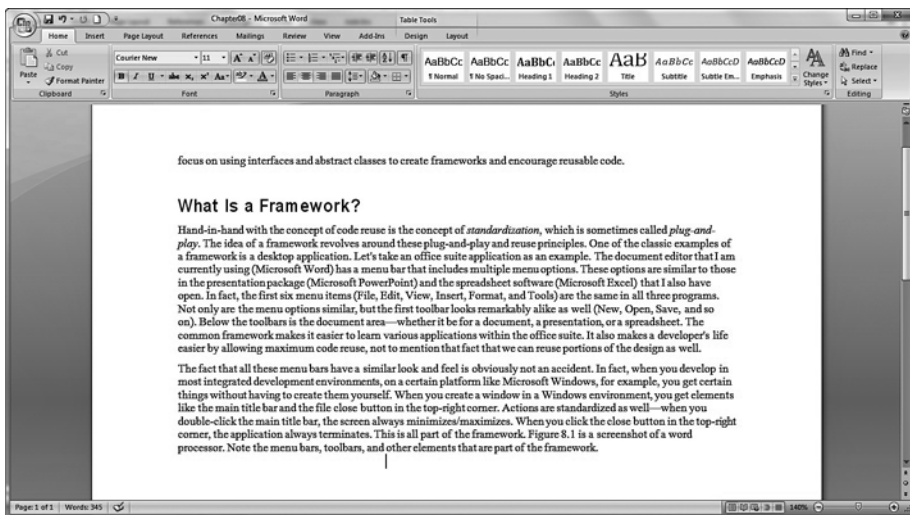 Chapter08 - Microsoft Word
Table Tools
Home Insert Page Layout References Mailings Review View Add-Ins Design Layout
Paste
Cut
Copy
Format Painter
Clipboard
Courier New
11
Font
Paragraph
AaBbCc AaBbCc AaBbC AaBbCc AaB AaBbCc AaBbCcD AaBbCcD
¶ Normal ¶ No Spaci... Heading 1 Heading 2 Title Subtitle Subtle Em... Emphasis
Change
Styles
Styles
Find
Replace
Select
Editing
focus on using interfaces and abstract classes to create frameworks and encourage reusable code.
What Is a Framework?
Hand-in-hand with the concept of code reuse is the concept of standardization, which is sometimes called plug-and-
play. The idea of a framework revolves around these plug-and-play and reuse principles. One of the classic examples of
a framework is a desktop application. Let's take an office suite application as an example. The document editor that I am
currently using (Microsoft Word) has a menu bar that includes multiple menu options. These options are similar to those
in the presentation package (Microsoft PowerPoint) and the spreadsheet software (Microsoft Excel) that I also have
open. In fact, the first six menu items (File, Edit, View, Insert, Format, and Tools) are the same in all three programs.
Not only are the menu options similar, but the first toolbar looks remarkably alike as well (New, Open, Save, and so
on). Below the toolbars is the document area—whether it be for a document, a presentation, or a spreadsheet. The
common framework makes it easier to learn various applications within the office suite. It also makes a developer's life
easier by allowing maximum code reuse, not to mention that fact that we can reuse portions of the design as well.
The fact that all these menu bars have a similar look and feel is obviously not an accident. In fact, when you develop in
most integrated development environments, on a certain platform like Microsoft Windows, for example, you get certain
things without having to create them yourself. When you create a window in a Windows environment, you get elements
like the main title bar and the file close button in the top-right corner. Actions are standardized as well—when you
double-click the main title bar, the screen always minimizes/maximizes. When you click the close button in the top-right
corner, the application always terminates. This is all part of the framework. Figure 8.1 is a screenshot of a word
processor. Note the menu bars, toolbars, and other elements that are part of the framework.
Page: 1 of 1 Words: 345
140%